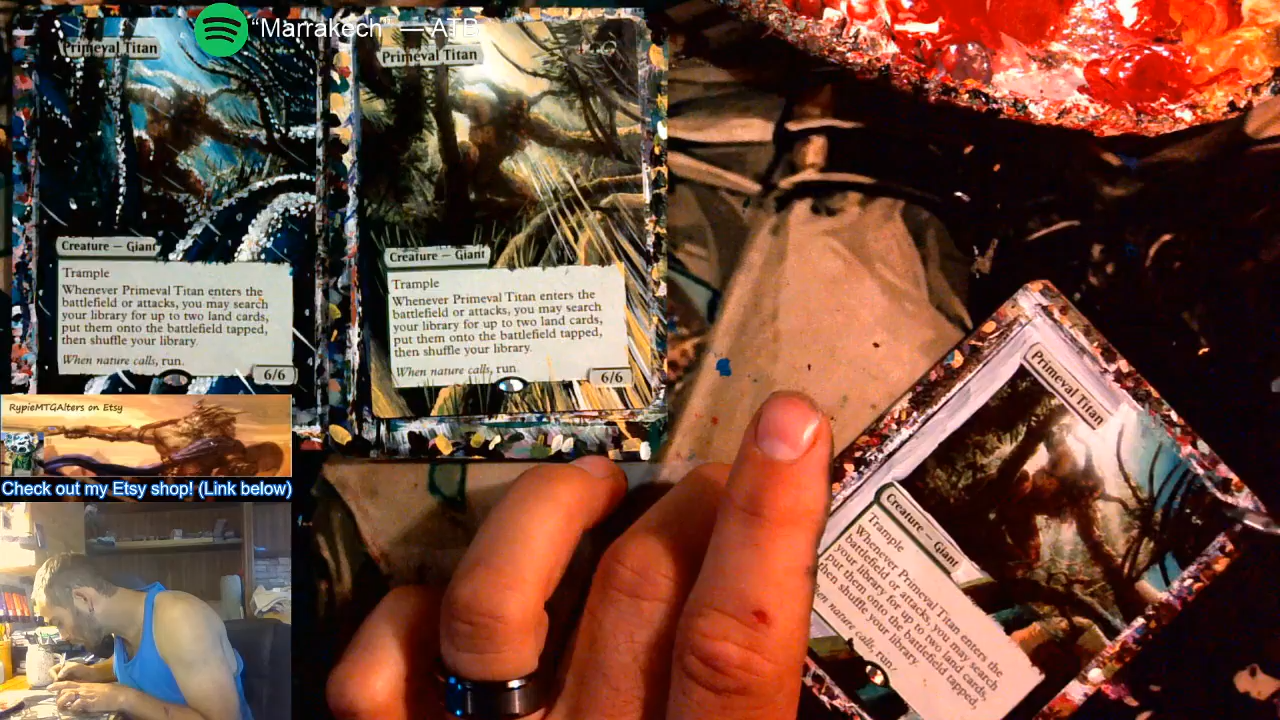 "Marrakech" — ATB
Primeval Titan
Creature — Giant
Trample
Whenever Primeval Titan enters the
battlefield or attacks, you may search
your library for up to two land cards,
put them onto the battlefield tapped,
then shuffle your library.
When nature calls, run.
6/6
Primeval Titan
Creature — Giant
Trample
Whenever Primeval Titan enters the
battlefield or attacks, you may search
your library for up to two land cards,
put them onto the battlefield tapped,
then shuffle your library.
When nature calls, run.
6/6
RypieMTGAlters on Etsy
Check out my Etsy shop! (Link below)
Primeval Titan
Creature — Giant
Trample
Whenever Primeval Titan enters the
battlefield or attacks, you may search
your library for up to two land cards,
put them onto the battlefield tapped,
then shuffle your library.
nature calls, run.